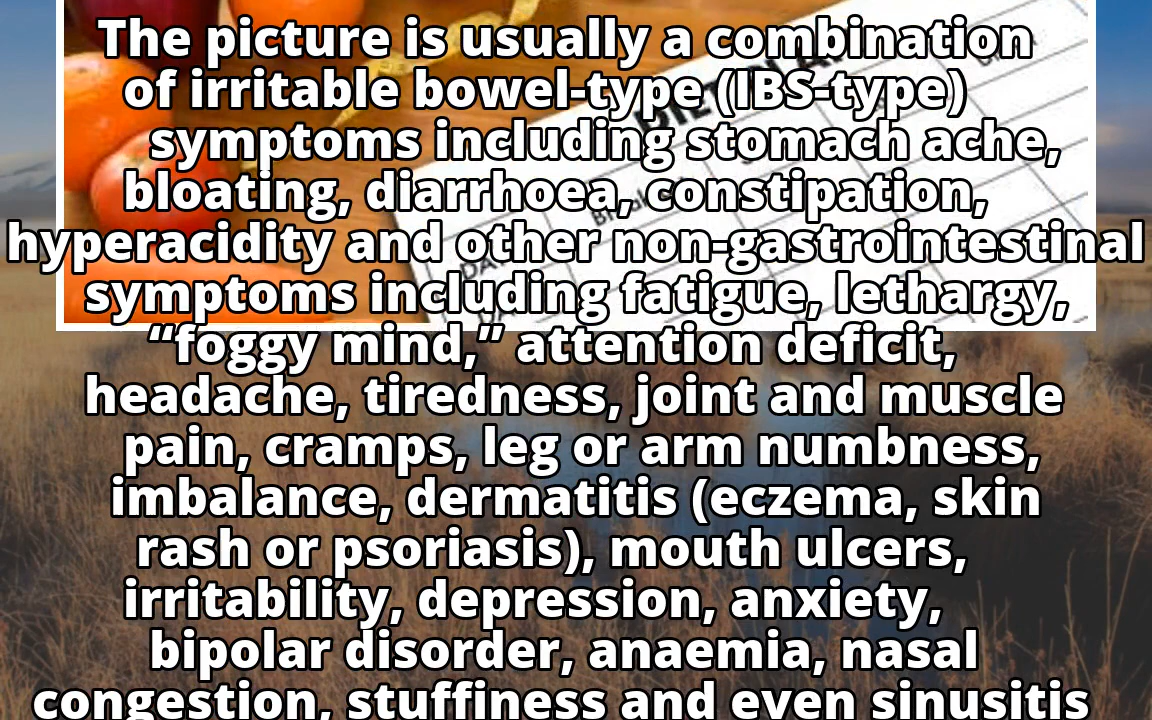 The picture is usually a combination
of irritable bowel-type (IBS-type)
symptoms including stomach ache,
bloating, diarrhoea, constipation,
hyperacidity and other non-gastrointestinal
symptoms including fatigue, lethargy,
“foggy mind,” attention deficit,
headache, tiredness, joint and muscle
pain, cramps, leg or arm numbness,
imbalance, dermatitis (eczema, skin
rash or psoriasis), mouth ulcers,
irritability, depression, anxiety,
bipolar disorder, anaemia, nasal
congestion, stuffiness and even sinusitis